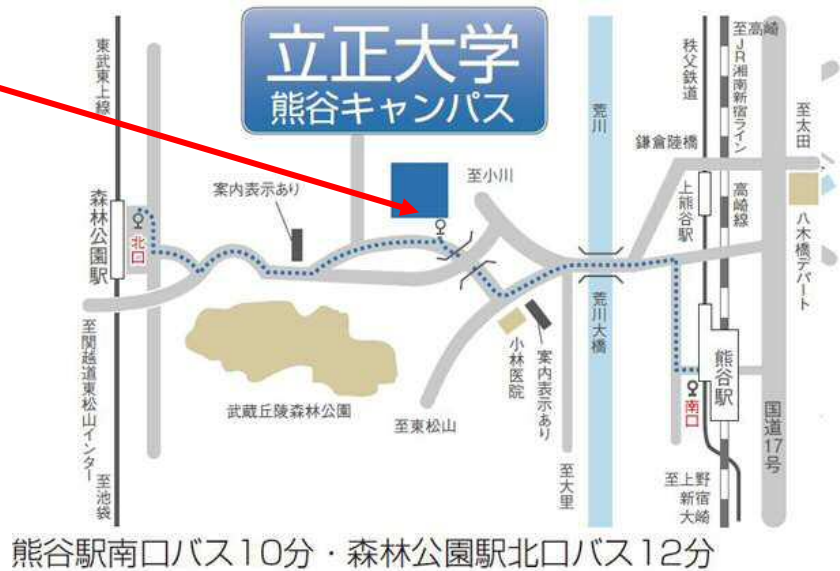 立正大学
熊谷キャンパス
東武東上線
森林公園駅
北口
案内表示あり
至小川
荒川
秩父鉄道
至高崎
JR湘南新宿ライン
至太田
鎌倉陸橋
上熊谷駅
高崎線
八木橋デパート
荒川大橋
熊谷駅
南口
小林医院
案内表示あり
武蔵丘陵森林公園
至東松山
至関越道東松山インター
至池袋
至大里
国道17号
至上野
新宿
大崎
熊谷駅南口バス10分・森林公園駅北口バス12分